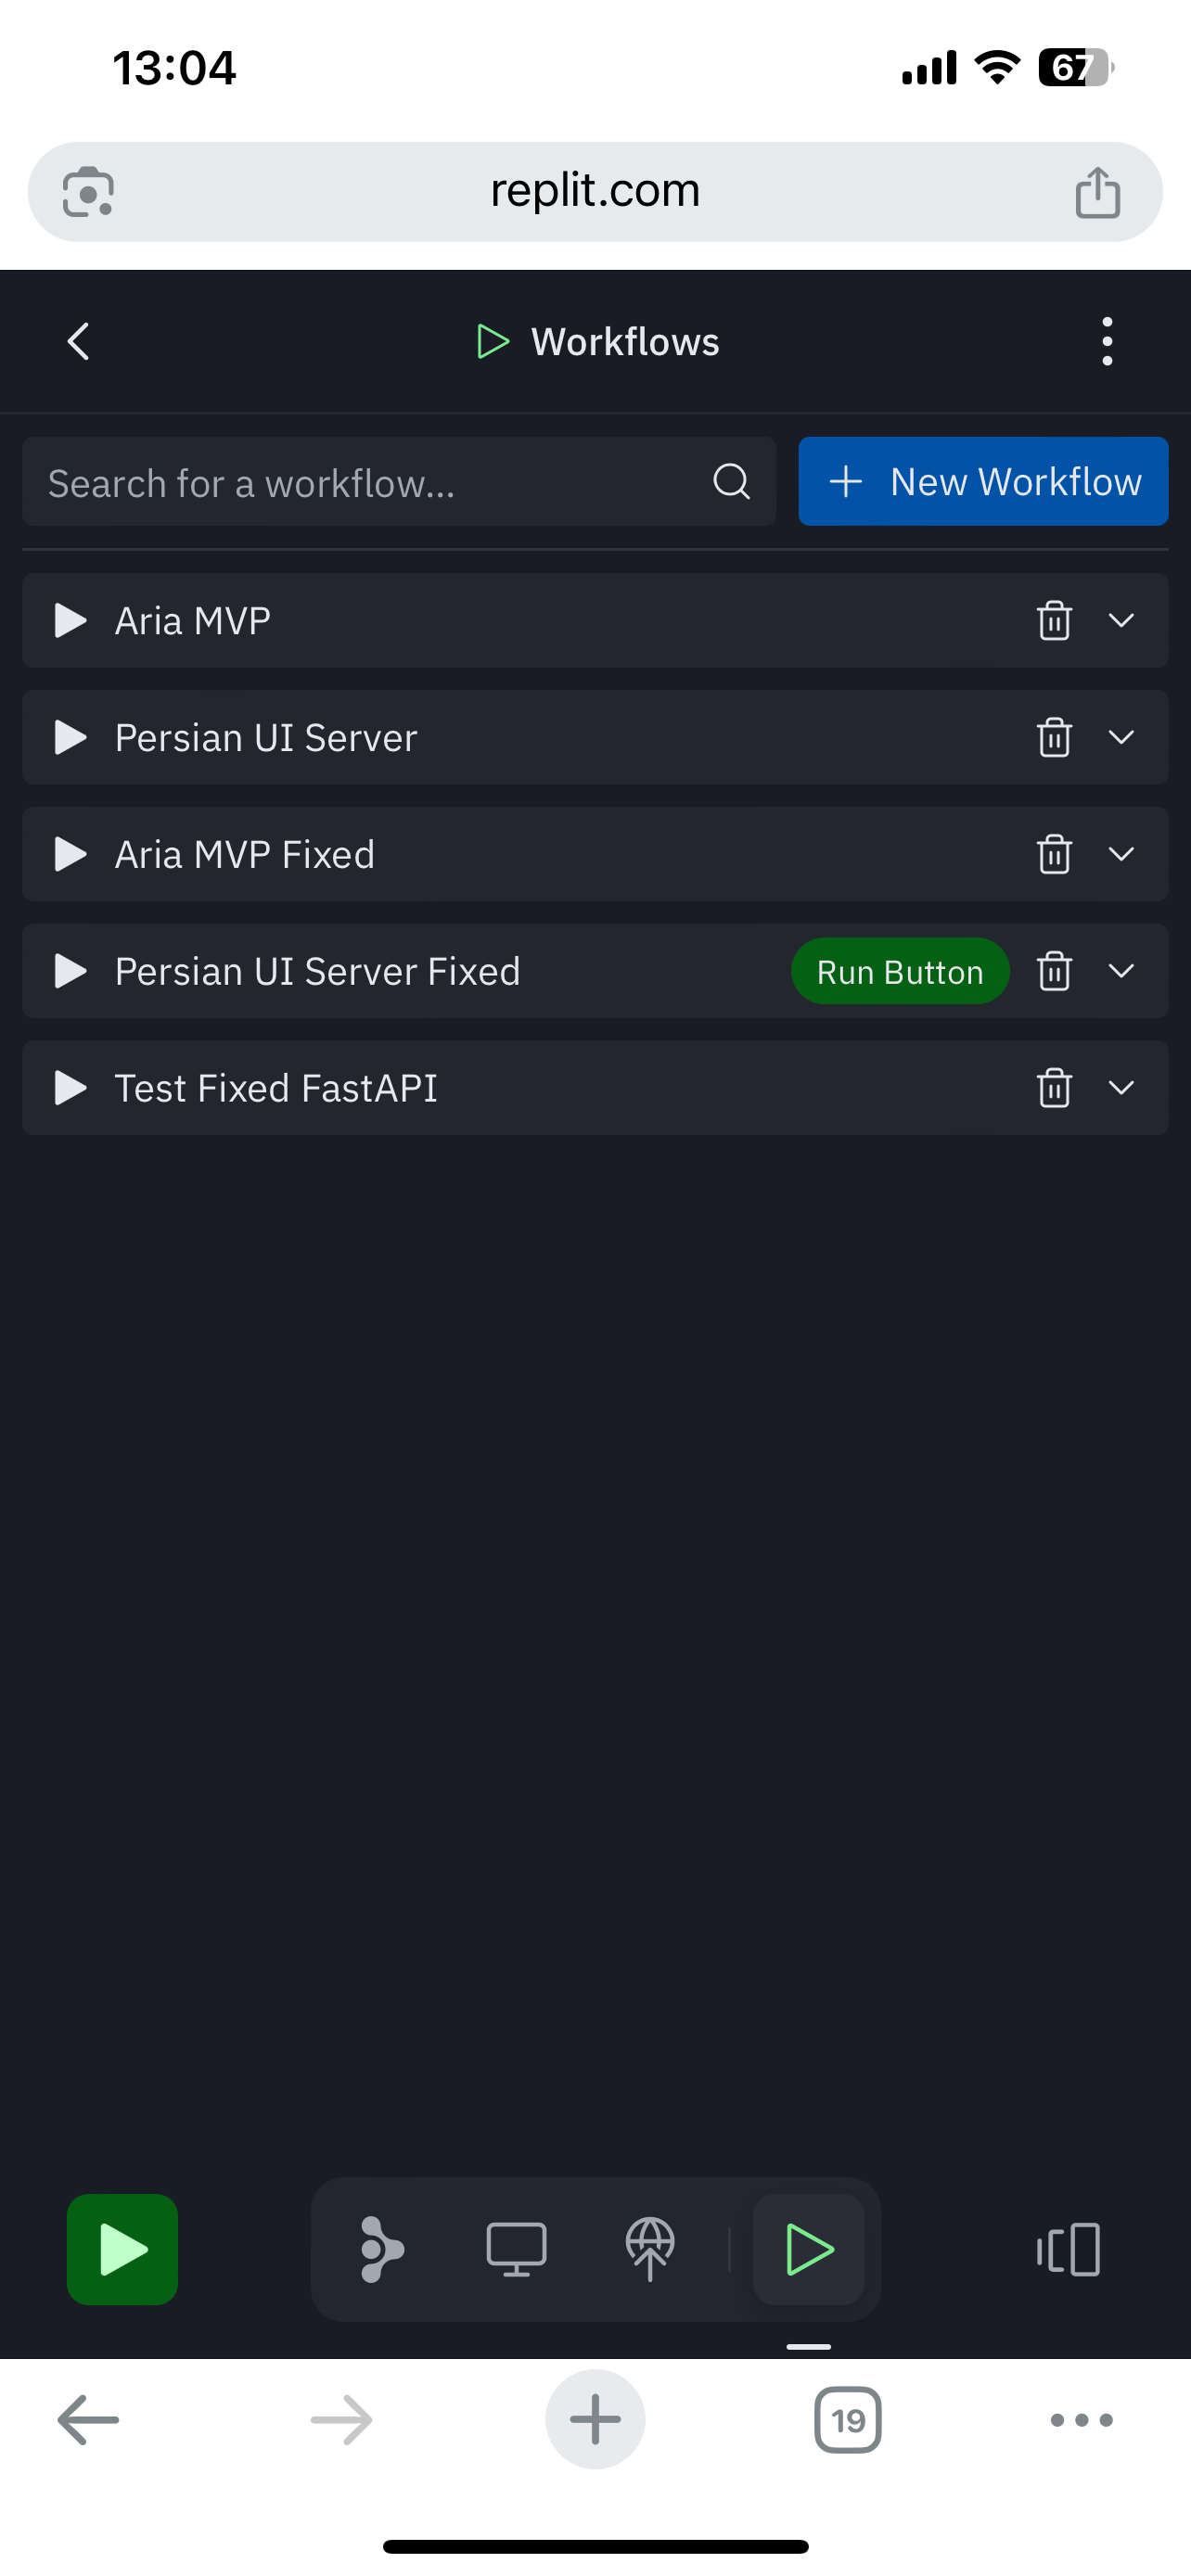 13:04
67
replit.com
Workflows
Search for a workflow...
New Workflow
Aria MVP
Persian UI Server
Aria MVP Fixed
Persian UI Server Fixed
Run Button
Test Fixed FastAPI
19